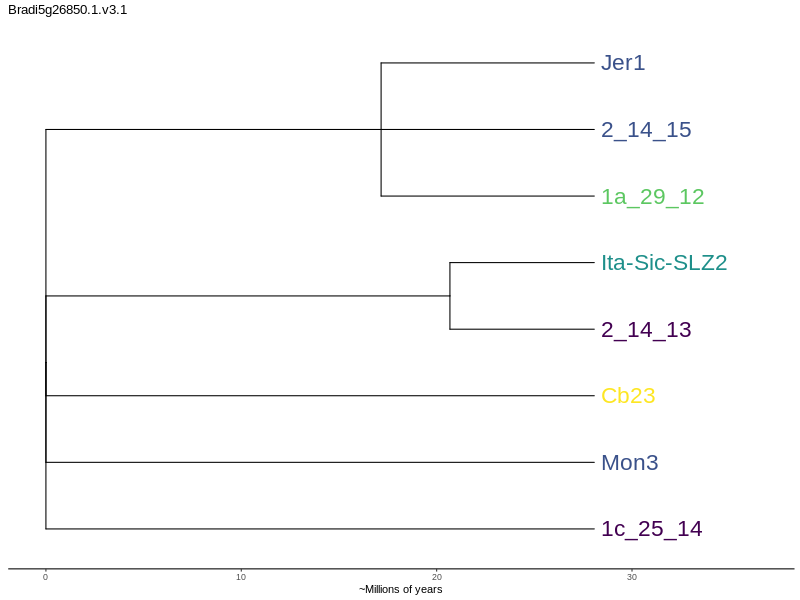 Bradi5g26850.1.v3.1
Jer1
2_14_15
1a_29_12
Ita-Sic-SLZ2
2_14_13
Cb23
Mon3
1c_25_14
0 10 20 30
~Millions of years